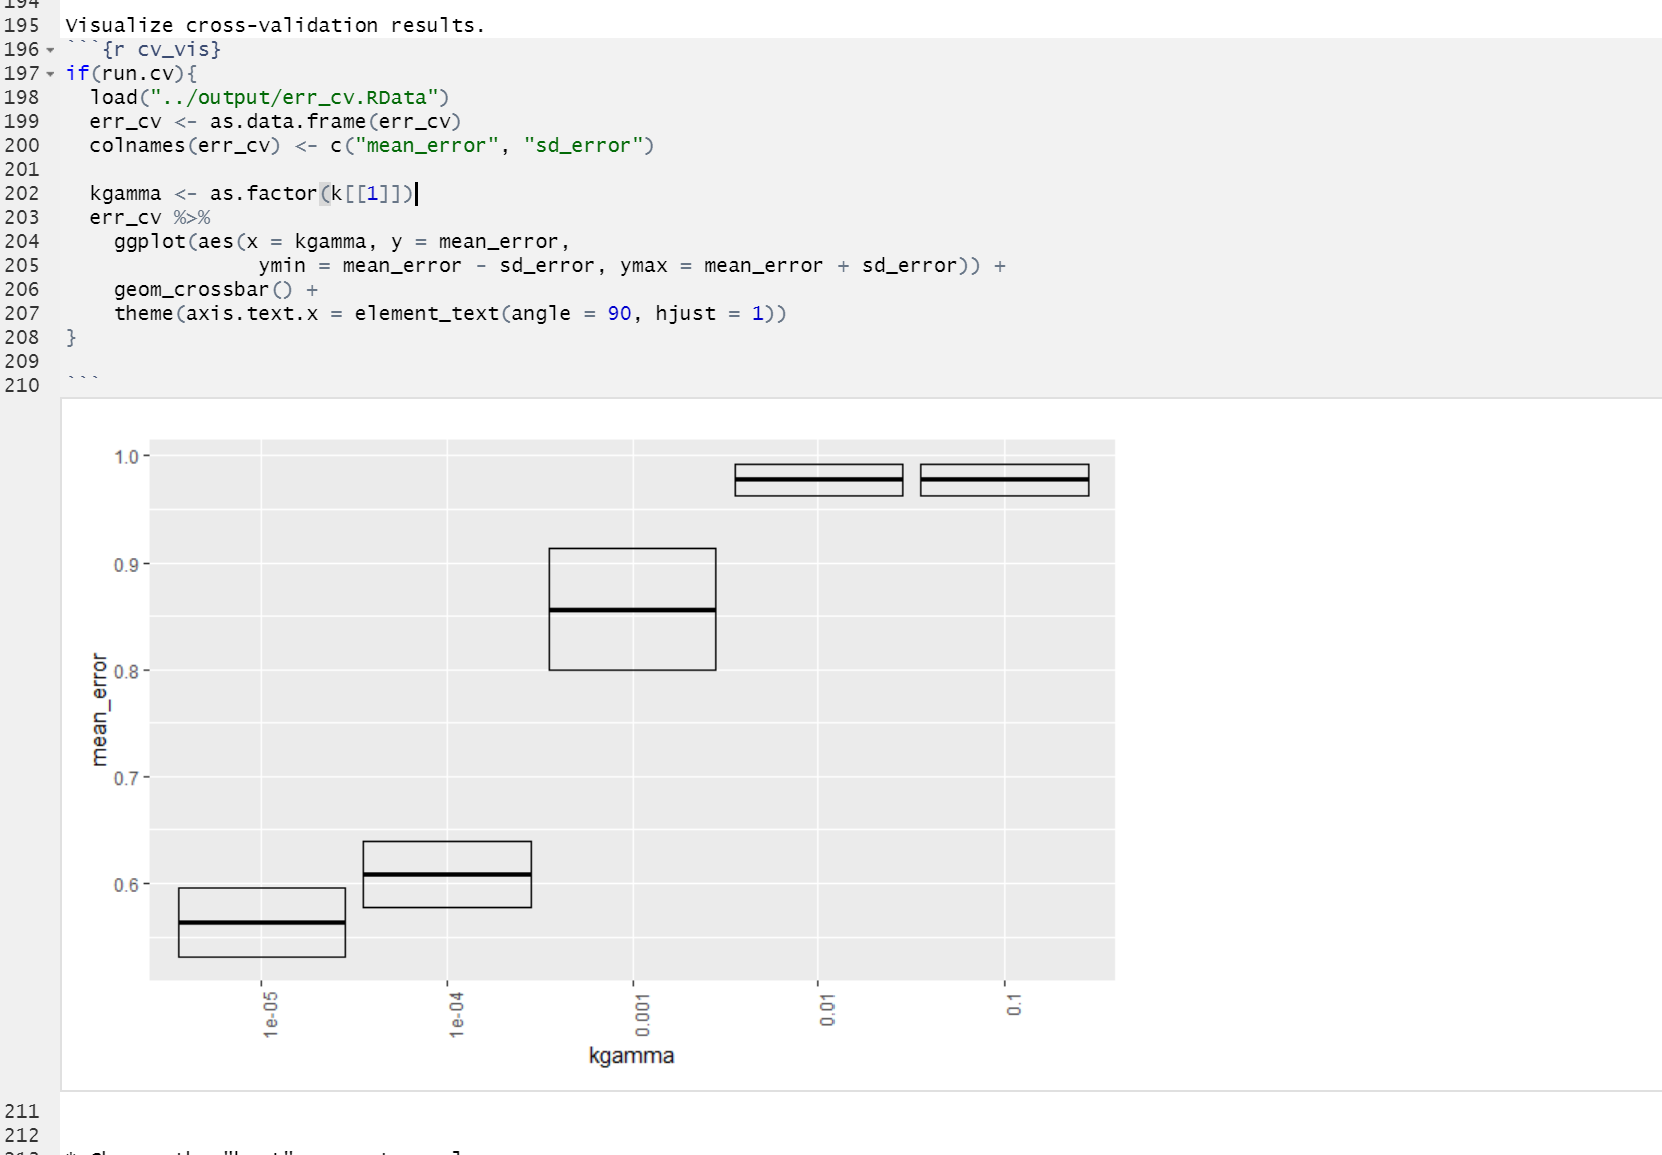 194
195 Visualize cross-validation results.
196 ```{r cv_vis}
197 if(run.cv){
198 load("../output/err_cv.RData")
199 err_cv <- as.data.frame(err_cv)
200 colnames(err_cv) <- c("mean_error", "sd_error")
201
202 kgamma <- as.factor(k[[1]])
203 err_cv %>%
204 ggplot(aes(x = kgamma, y = mean_error,
205 ymin = mean_error - sd_error, ymax = mean_error + sd_error)) +
206 geom_crossbar() +
207 theme(axis.text.x = element_text(angle = 90, hjust = 1))
208 }
209
210 ```
1.0
0.9
0.8
0.7
0.6
mean_error
1e-05
1e-04
0.001
0.01
0.1
kgamma
211
212